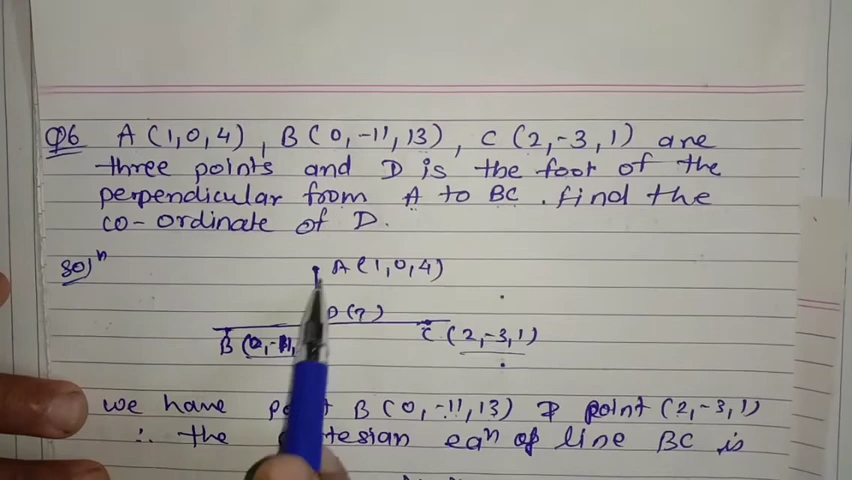 Q6 A (1,0,4), B (0,-11,13), C (2,-3,1) are
three points and D is the foot of the
perpendicular from A to BC. find the
co-ordinate of D.
Solⁿ A (1,0,4)
D(?)
B (0,-11, C (2,-3,1)
we have B (0,-11,13) point (2,-3,1)
∴ the eqⁿ of line BC is